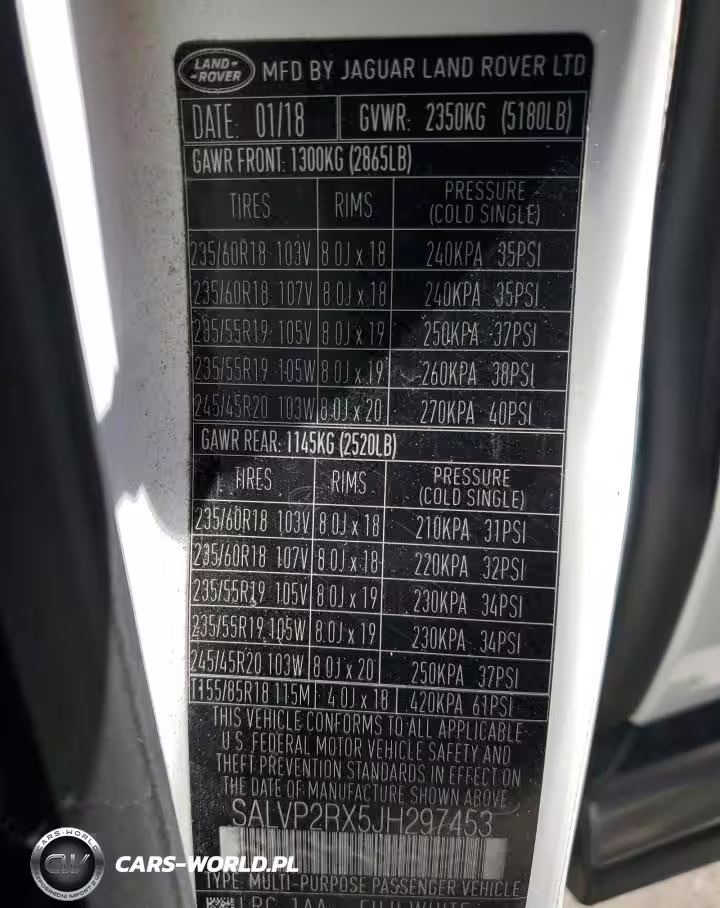 LAND-
-ROVER
MFD BY JAGUAR LAND ROVER LTD
DATE: 01/18 GVWR: 2350KG (5180LB)
GAWR FRONT: 1300KG (2865LB)
TIRES RIMS PRESSURE
(COLD SINGLE)
235/60R18 103V 8.0J x 18 240KPA 35PSI
235/60R18 107V 8.0J x 18 240KPA 35PSI
235/55R19 105V 8.0J x 19 250KPA 37PSI
235/55R19 105W 8.0J x 19 260KPA 38PSI
245/45R20 103W 8.0J x 20 270KPA 40PSI
GAWR REAR: 1145KG (2520LB)
TIRES RIMS PRESSURE
(COLD SINGLE)
235/60R18 103V 8.0J x 18 210KPA 31PSI
235/60R18 107V 8.0J x 18 220KPA 32PSI
235/55R19 105V 8.0J x 19 230KPA 34PSI
235/55R19 105W 8.0J x 19 230KPA 34PSI
245/45R20 103W 8.0J x 20 250KPA 37PSI
T155/85R18 115M 4.0J x 18 420KPA 61PSI
THIS VEHICLE CONFORMS TO ALL APPLICABLE
U.S. FEDERAL MOTOR VEHICLE SAFETY AND
THEFT PREVENTION STANDARDS IN EFFECT ON
THE DATE OF MANUFACTURE SHOWN ABOVE
SALVP2RX5JH297453
TYPE: MULTI-PURPOSE PASSENGER VEHICLE
LRC 1AA FUJI WHITE
CW
CARS-WORLD.PL